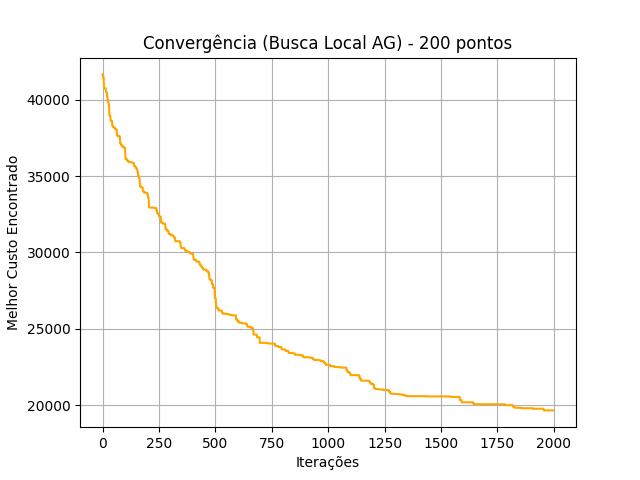 Convergência (Busca Local AG) - 200 pontos
Melhor Custo Encontrado
40000
35000
30000
25000
20000
0 250 500 750 1000 1250 1500 1750 2000
Iterações